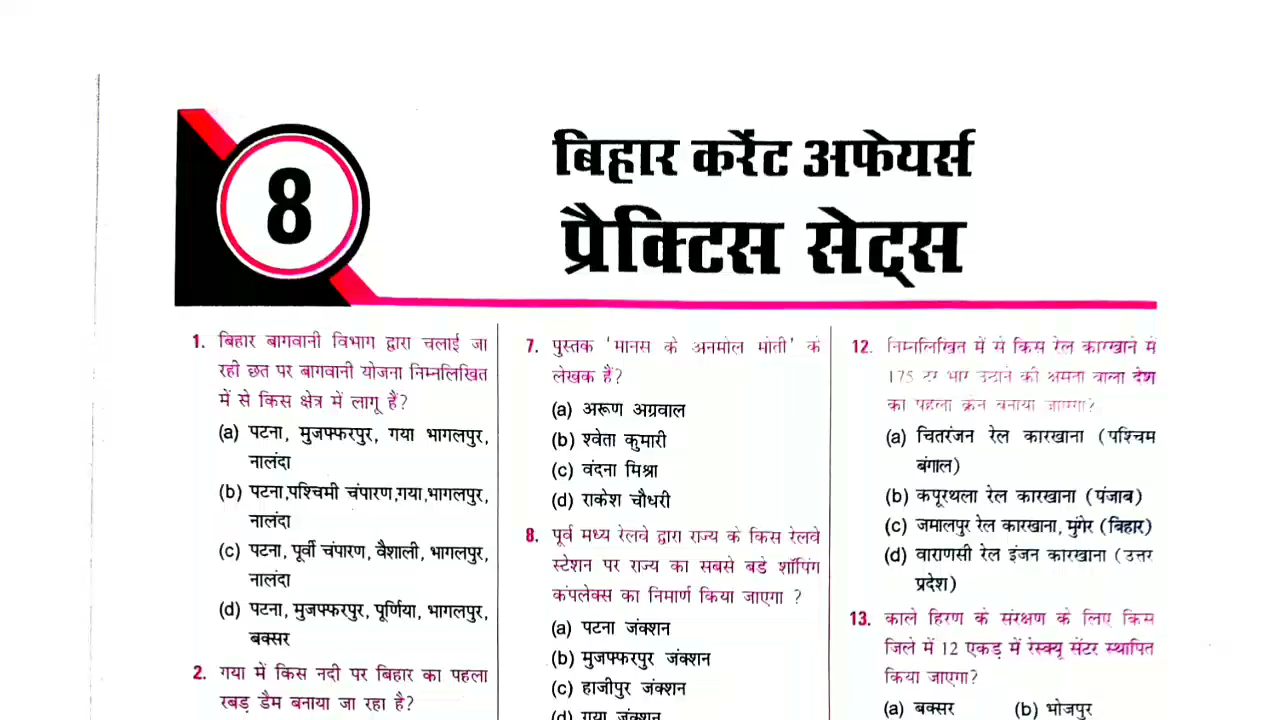 8
बिहार करेंट अफेयर्स
प्रैक्टिस सेट्स
1. बिहार बागवानी विभाग द्वारा चलाई जा
रही छत पर बागवानी योजना निम्नलिखित
में से किस क्षेत्र में लागू हैं?
(a) पटना, मुजफ्फरपुर, गया भागलपुर,
नालंदा
(b) पटना,पश्चिमी चंपारण,गया,भागलपुर,
नालंदा
(c) पटना, पूर्वी चंपारण, वैशाली, भागलपुर,
नालंदा
(d) पटना, मुजफ्फरपुर, पूर्णिया, भागलपुर,
बक्सर
2. गया में किस नदी पर बिहार का पहला
रबड़ डैम बनाया जा रहा है?
7. पुस्तक 'मानस के अनमोल मोती' के
लेखक हैं?
(a) अरूण अग्रवाल
(b) श्वेता कुमारी
(c) वंदना मिश्रा
(d) राकेश चौधरी
8. पूर्व मध्य रेलवे द्वारा राज्य के किस रेलवे
स्टेशन पर राज्य का सबसे बडे शॉपिंग
कंपलेक्स का निमार्ण किया जाएगा ?
(a) पटना जंक्शन
(b) मुजफ्फरपुर जंक्शन
(c) हाजीपुर जंक्शन
(d) गया जंक्शन
12. निम्नलिखित में से किस रेल कारखाने में
175 टन भार उठाने की क्षमता वाला देश
का पहला क्रेन बनाया जाएगा?
(a) चितरंजन रेल कारखाना (पश्चिम
बंगाल)
(b) कपूरथला रेल कारखाना (पंजाब)
(c) जमालपुर रेल कारखाना, मुंगेर (बिहार)
(d) वाराणसी रेल इंजन कारखाना (उत्तर
प्रदेश)
13. काले हिरण के संरक्षण के लिए किस
जिले में 12 एकड़ में रेस्क्यू सेंटर स्थापित
किया जाएगा?
(a) बक्सर (b) भोजपुर